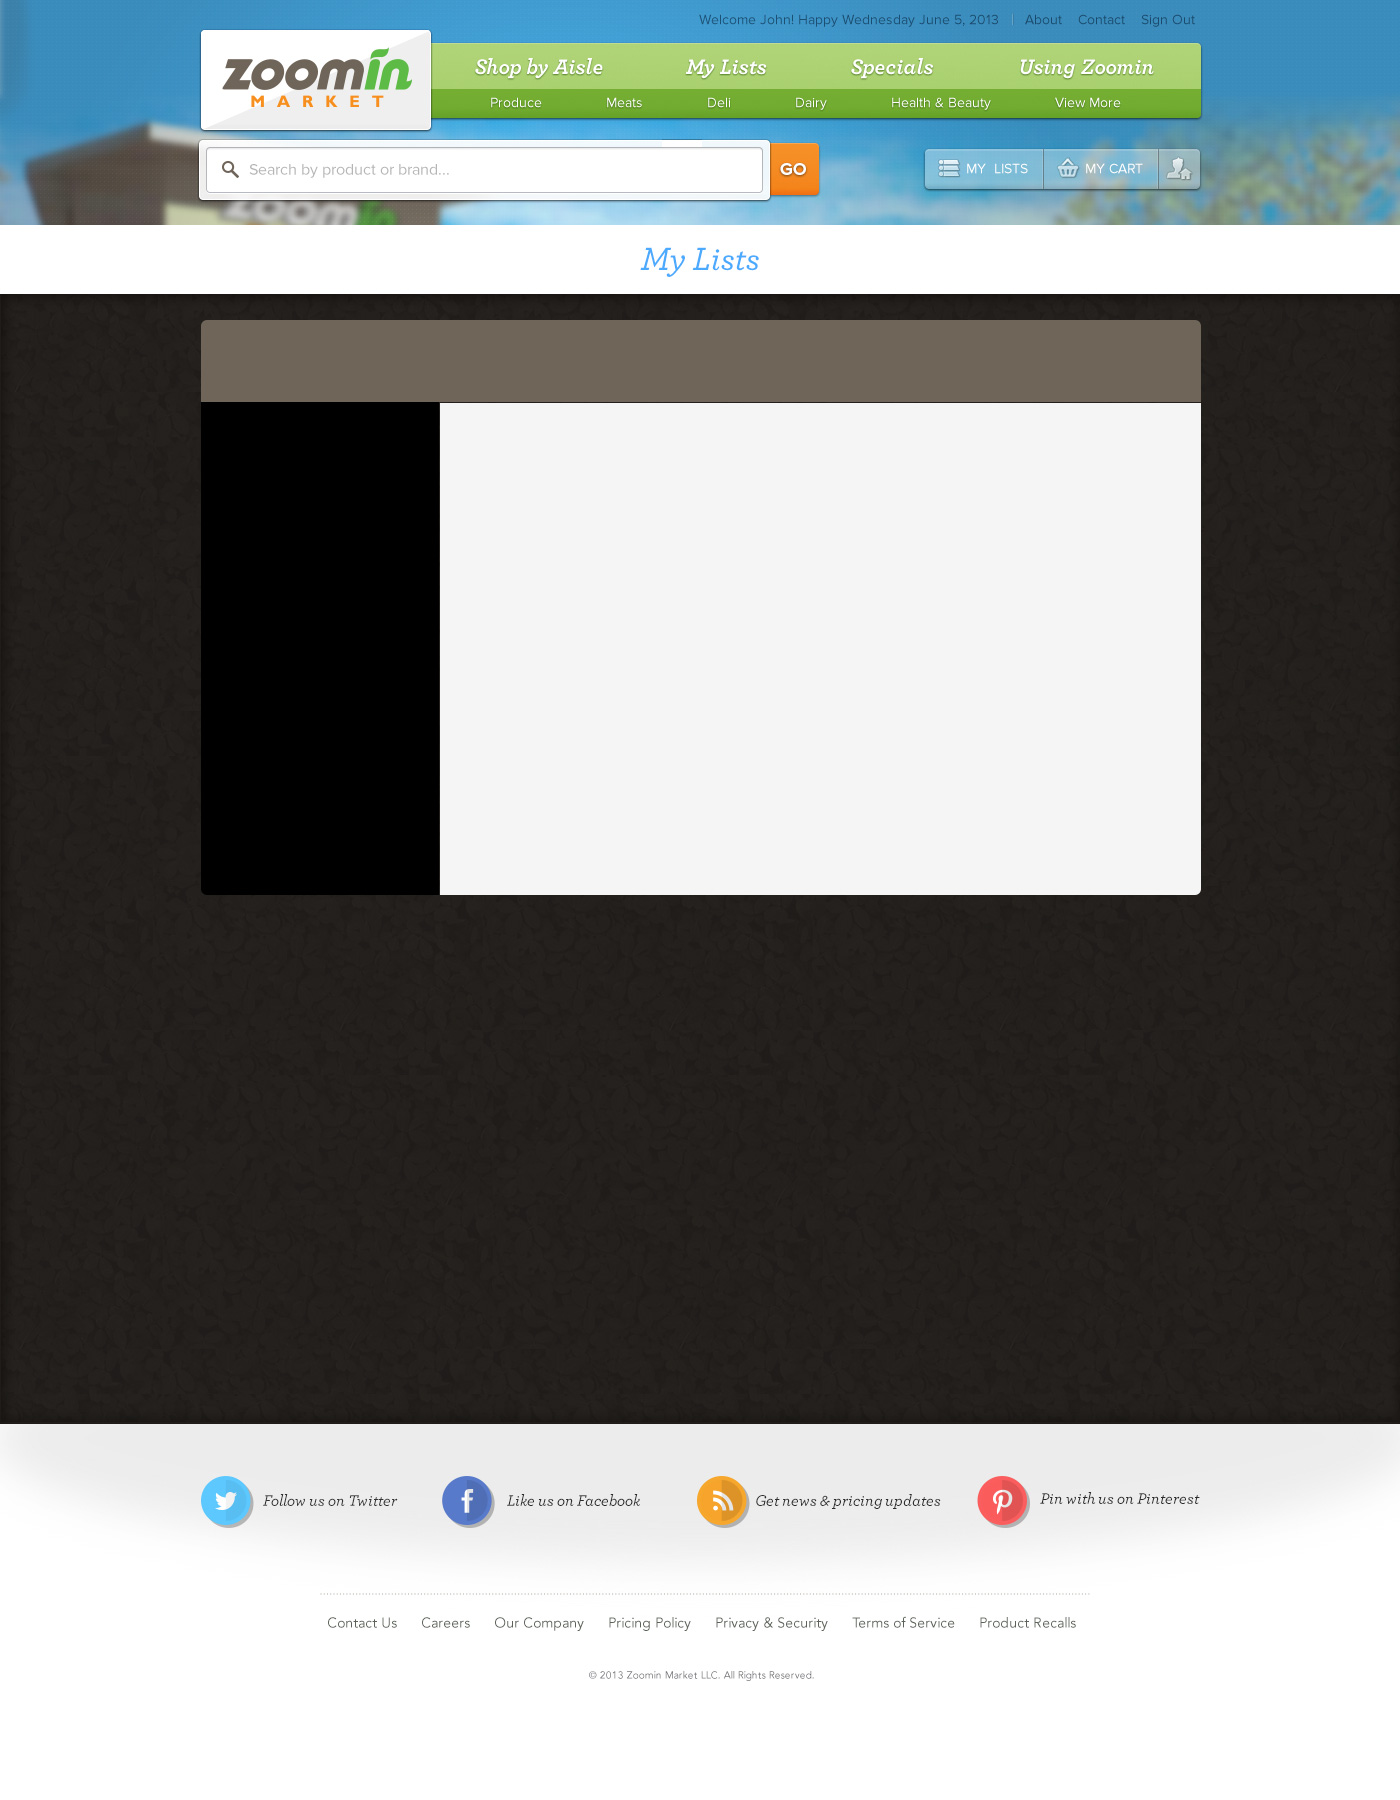 Welcome John! Happy Wednesday June 5, 2013 About Contact Sign Out
zoomin
MARKET
Shop by Aisle My Lists Specials Using Zoomin
Produce Meats Deli Dairy Health & Beauty View More
Search by product or brand... GO MY LISTS MY CART
zoomin
My Lists
Follow us on Twitter Like us on Facebook Get news & pricing updates Pin with us on Pinterest
Contact Us Careers Our Company Pricing Policy Privacy & Security Terms of Service Product Recalls
© 2013 Zoomin Market LLC. All Rights Reserved.